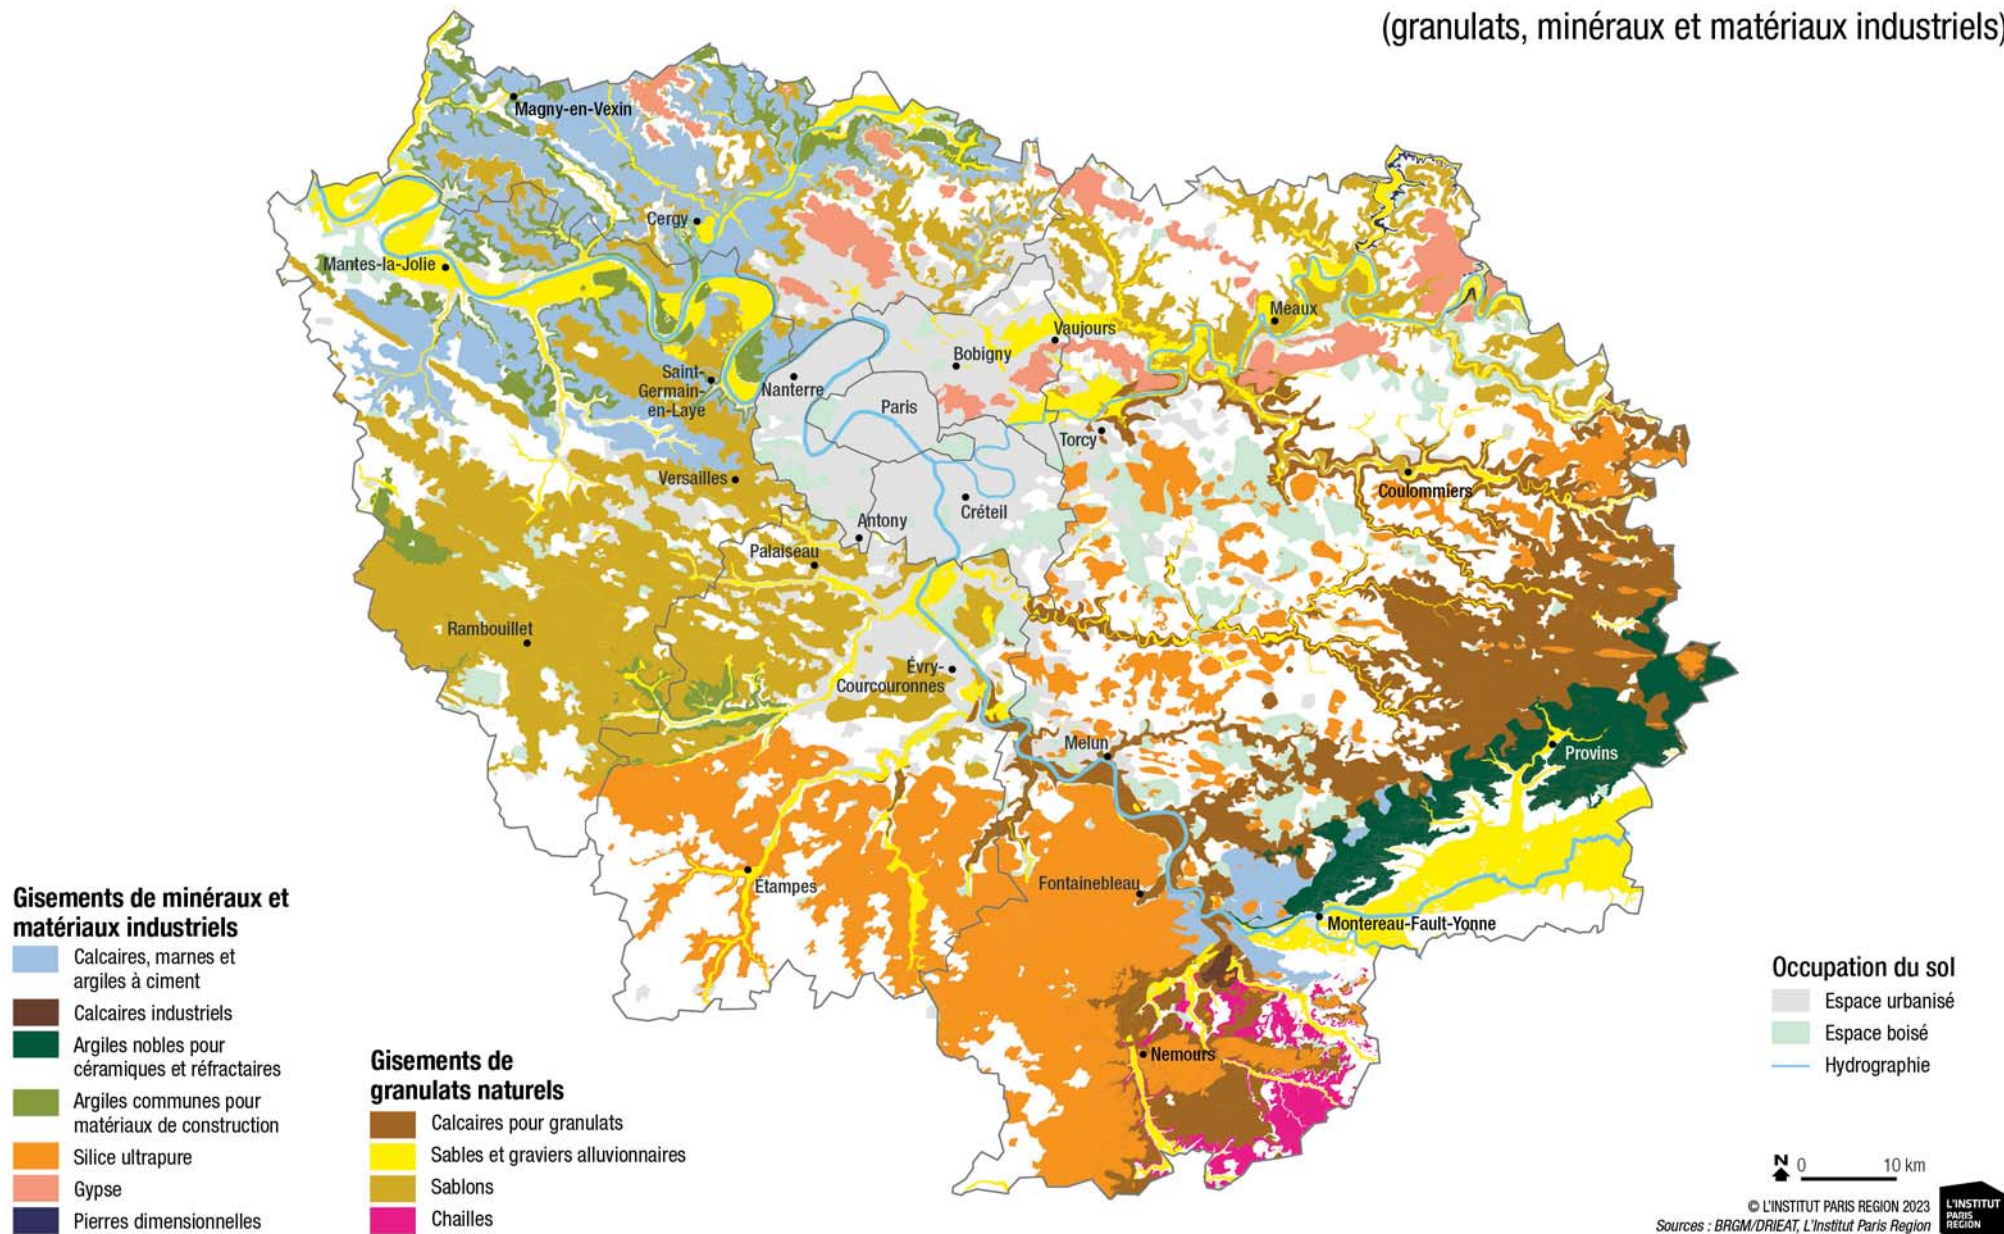 (granulats, minéraux et matériaux industriels)
Magny-en-Vexin
Cergy
Mantes-la-Jolie
Meaux
Vaujours
Bobigny
Saint-
Germain-
en-Laye
Nanterre
Paris
Torcy
Versailles
Coulommiers
Créteil
Antony
Palaiseau
Rambouillet
Évry-
Courcouronnes
Melun
Provins
Étampes
Fontainebleau
Montereau-Fault-Yonne
Nemours
Gisements de minéraux et
matériaux industriels
Calcaires, marnes et
argiles à ciment
Calcaires industriels
Argiles nobles pour
céramiques et réfractaires
Argiles communes pour
matériaux de construction
Silice ultrapure
Gypse
Pierres dimensionnelles
Gisements de
granulats naturels
Calcaires pour granulats
Sables et graviers alluvionnaires
Sablons
Chailles
Occupation du sol
Espace urbanisé
Espace boisé
Hydrographie
N
0 10 km
© L'INSTITUT PARIS REGION 2023
Sources : BRGM/DRIEAT, L'Institut Paris Region
L'INSTITUT
PARIS
REGION